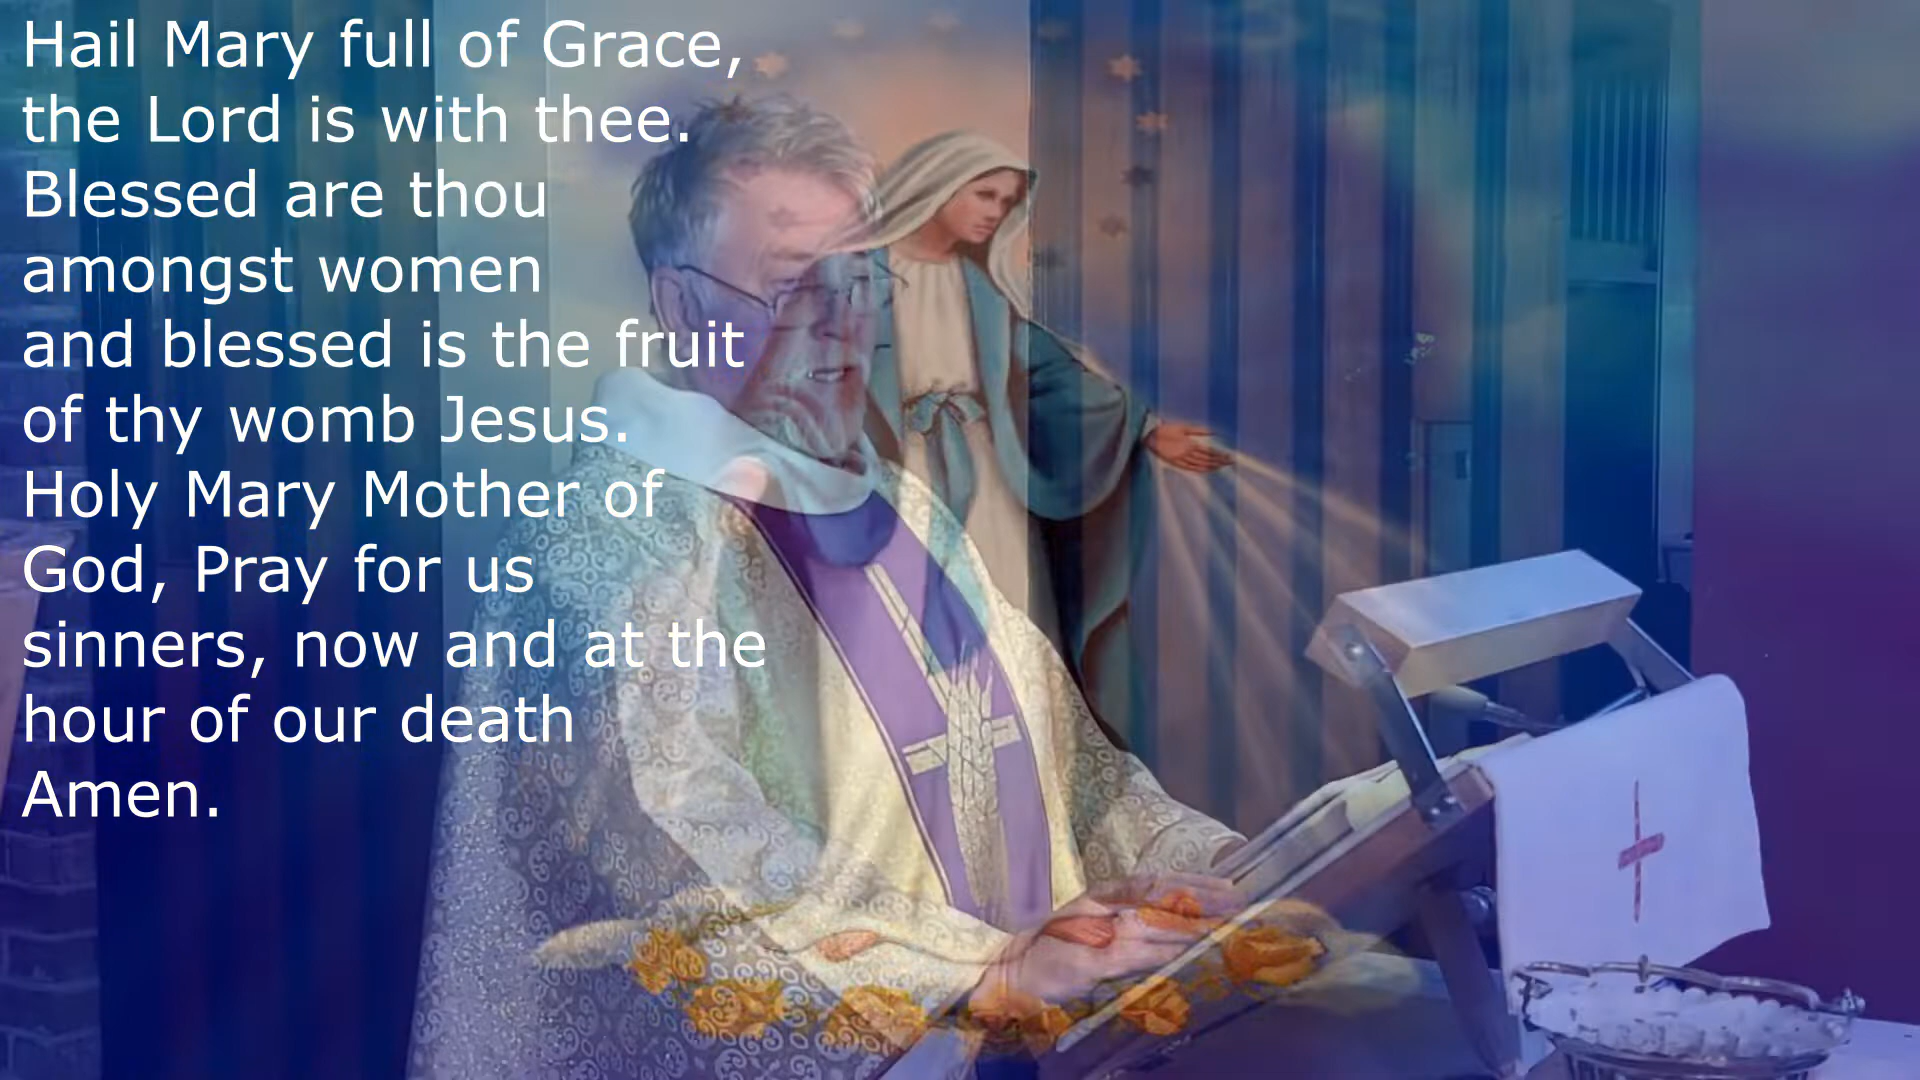 Hail Mary full of Grace,
the Lord is with thee.
Blessed are thou
amongst women
and blessed is the fruit
of thy womb Jesus.
Holy Mary Mother of
God, Pray for us
sinners, now and at the
hour of our death
Amen.